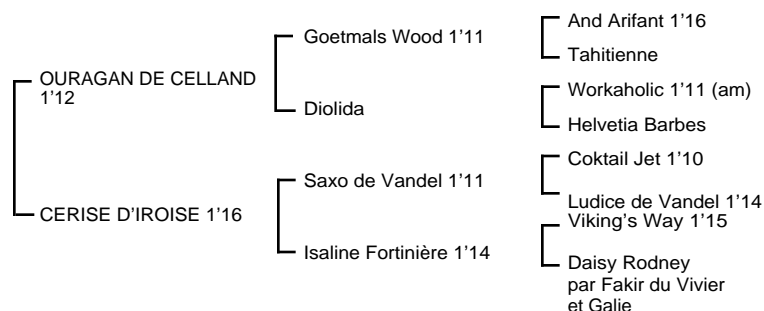 And Arifant 1'16
Goetmals Wood 1'11
Tahitienne
OURAGAN DE CELLAND
1'12
Workaholic 1'11 (am)
Diolida
Helvetia Barbes
Coktail Jet 1'10
Saxo de Vandel 1'11
Ludice de Vandel 1'14
CERISE D'IROISE 1'16
Viking's Way 1'15
Isaline Fortinière 1'14
Daisy Rodney
par Fakir du Vivier
et Galie